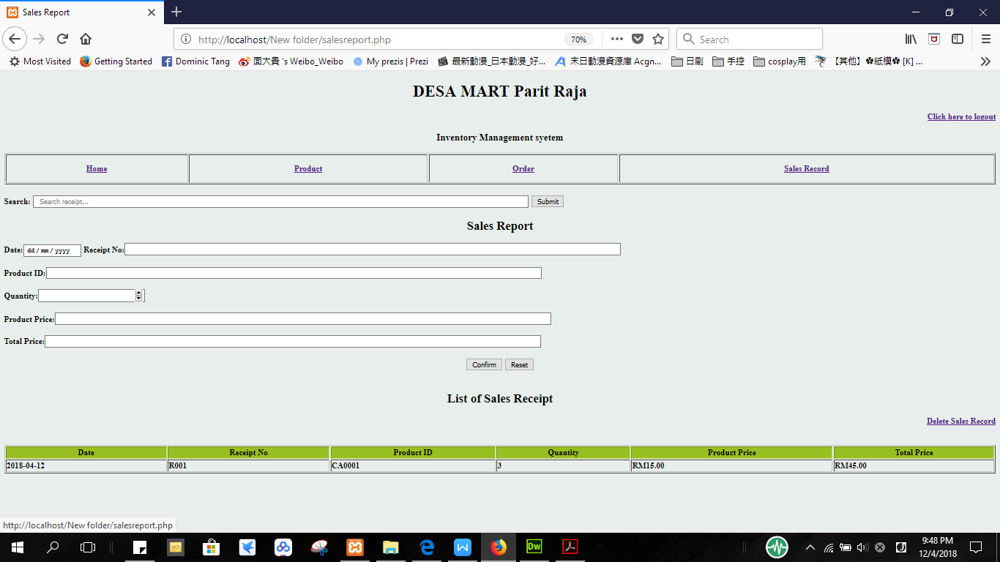 Sales Report
http://localhost/New folder/salesreport.php
70%
Search
Most Visited
Getting Started
Dominic Tang
面大貴 's Weibo_Weibo
My prezis | Prezi
最新動漫_日本動漫_好...
末日動漫資源庫 Acgn...
日剧
手控
cosplay用
【其他】✿紙模✿ [K] ...
DESA MART Parit Raja
Click here to logout
Inventory Management syetem
Home
Product
Order
Sales Record
Search: Search receipt... Submit
Sales Report
Date: dd / mm / yyyy Receipt No:
Product ID:
Quantity:
Product Price:
Total Price:
Confirm Reset
List of Sales Receipt
Delete Sales Record
Date Receipt No Product ID Quantity Product Price Total Price
2018-04-12 R001 CA0001 3 RM15.00 RM45.00
http://localhost/New folder/salesreport.php
Dw
9:48 PM
12/4/2018